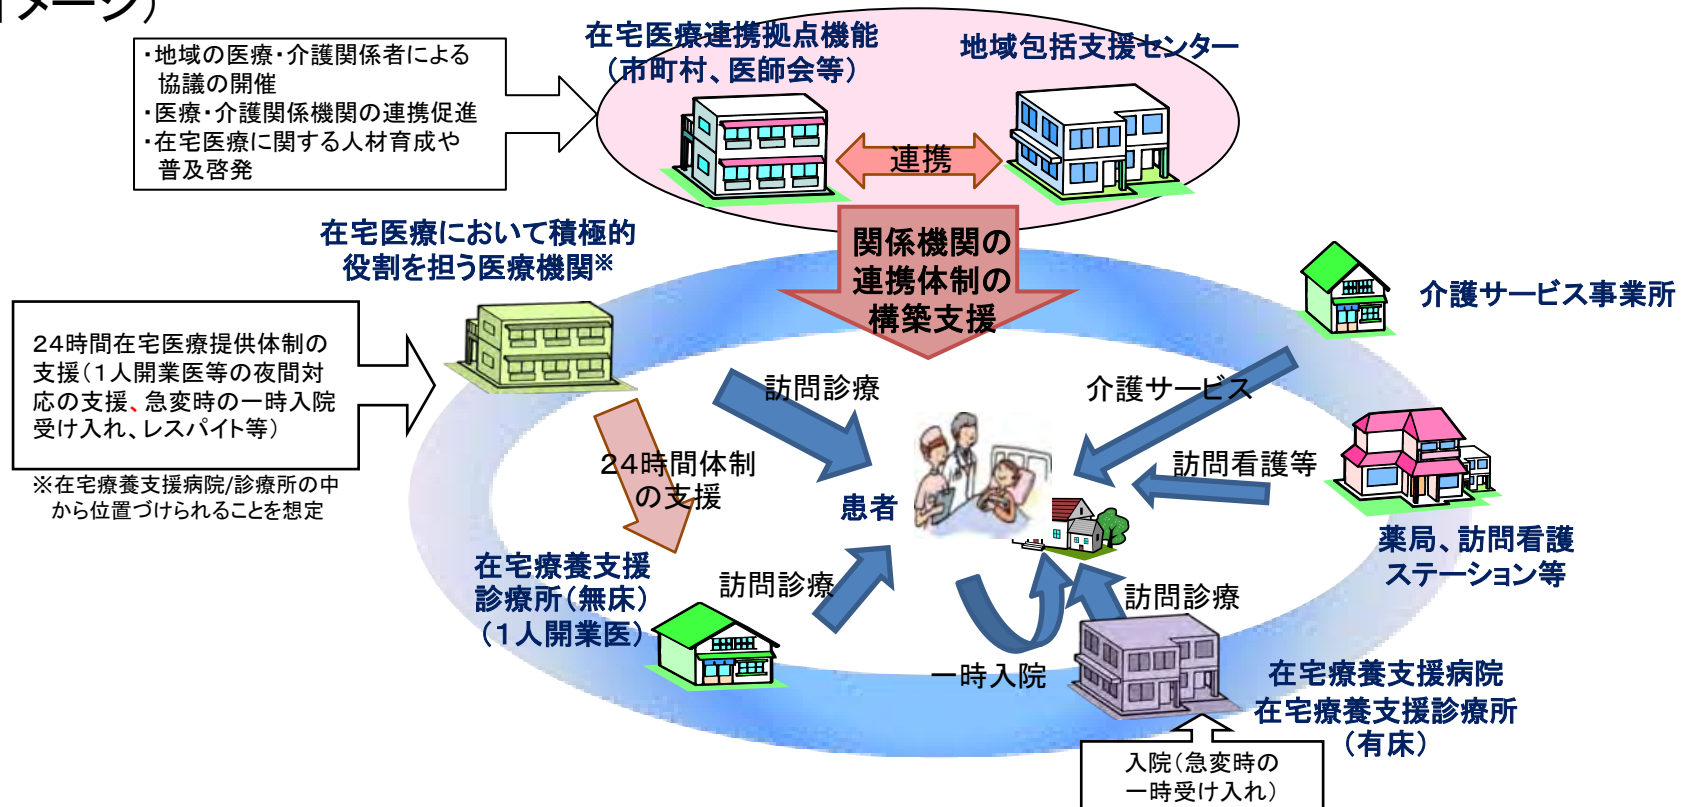 イメージ）
・地域の医療・介護関係者による
協議の開催
・医療・介護関係機関の連携促進
・在宅医療に関する人材育成や
普及啓発
在宅医療連携拠点機能
（市町村、医師会等）
地域包括支援センター
連携
関係機関の
連携体制の
構築支援
在宅医療において積極的
役割を担う医療機関※
介護サービス事業所
24時間在宅医療提供体制の
支援（1人開業医等の夜間対
応の支援、急変時の一時入院
受け入れ、レスパイト等）
※在宅療養支援病院/診療所の中
から位置づけられることを想定
訪問診療
介護サービス
24時間体制
の支援
訪問看護等
患者
薬局、訪問看護
ステーション等
在宅療養支援
診療所（無床）
（1人開業医）
訪問診療
訪問診療
一時入院
在宅療養支援病院
在宅療養支援診療所
（有床）
入院（急変時の
一時受け入れ）